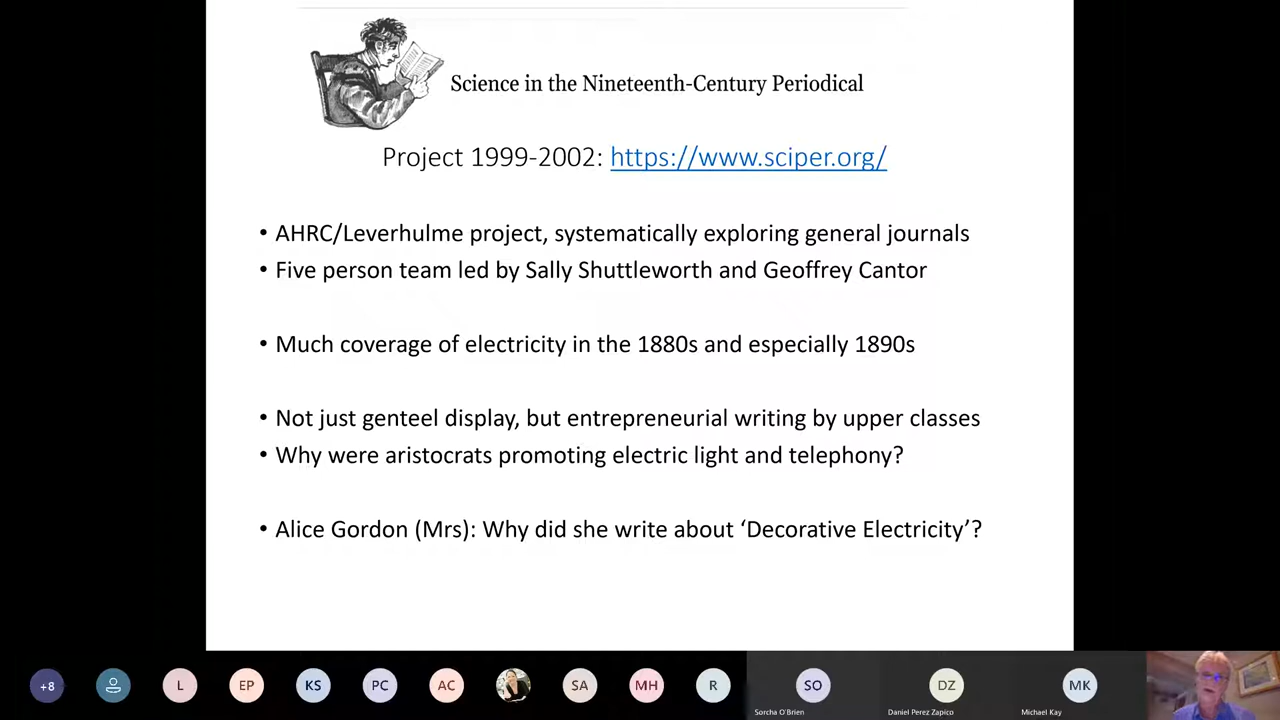 Science in the Nineteenth-Century Periodical
Project 1999-2002: https://www.sciper.org/
• AHRC/Leverhulme project, systematically exploring general journals
• Five person team led by Sally Shuttleworth and Geoffrey Cantor
• Much coverage of electricity in the 1880s and especially 1890s
• Not just genteel display, but entrepreneurial writing by upper classes
• Why were aristocrats promoting electric light and telephony?
• Alice Gordon (Mrs): Why did she write about ‘Decorative Electricity’?
+8 L EP KS PC AC SA MH R SO DZ MK
Sorcha O'Brien Daniel Perez Zapico Michael Kay